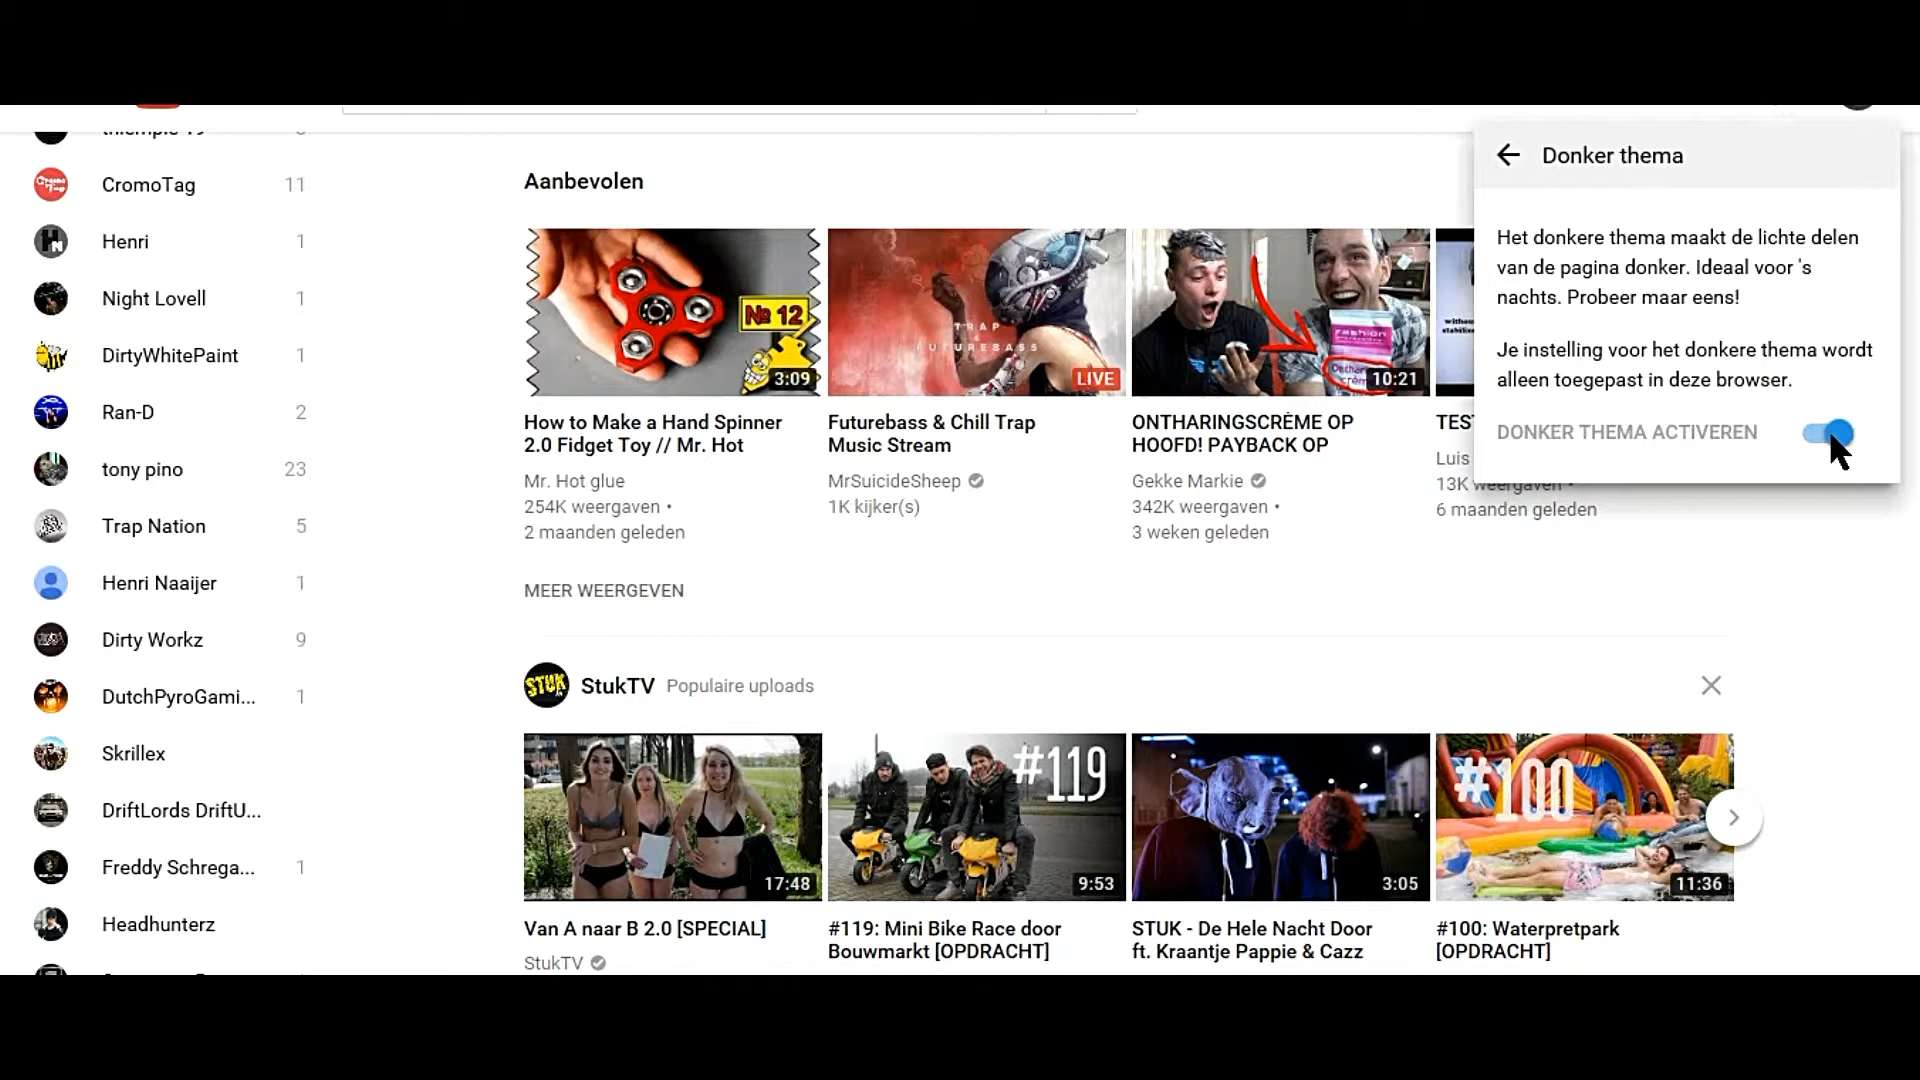 CromoTag 11
Henri 1
Night Lovell 1
DirtyWhitePaint 1
Ran-D 2
tony pino 23
Trap Nation 5
Henri Naaijer 1
Dirty Workz 9
DutchPyroGami... 1
Skrillex
DriftLords DriftU...
Freddy Schrega... 1
Headhunterz
Aanbevolen
№ 12
3:09
How to Make a Hand Spinner
2.0 Fidget Toy // Mr. Hot
Mr. Hot glue
254K weergaven •
2 maanden geleden
TRAP
FUTUREBASS
LIVE
Futurebass & Chill Trap
Music Stream
MrSuicideSheep
1K kijker(s)
Fashion
10:21
ONTHARINGSCRÈME OP
HOOFD! PAYBACK OP
Gekke Markie
342K weergaven •
3 weken geleden
Luis
13K weergaven •
6 maanden geleden
MEER WEERGEVEN
Donker thema
Het donkere thema maakt de lichte delen
van de pagina donker. Ideaal voor 's
nachts. Probeer maar eens!
Je instelling voor het donkere thema wordt
alleen toegepast in deze browser.
DONKER THEMA ACTIVEREN
STUK
StukTV Populaire uploads
17:48
Van A naar B 2.0 [SPECIAL]
StukTV
#119
9:53
#119: Mini Bike Race door
Bouwmarkt [OPDRACHT]
3:05
STUK - De Hele Nacht Door
ft. Kraantje Pappie & Cazz
#100
11:36
#100: Waterpretpark
[OPDRACHT]